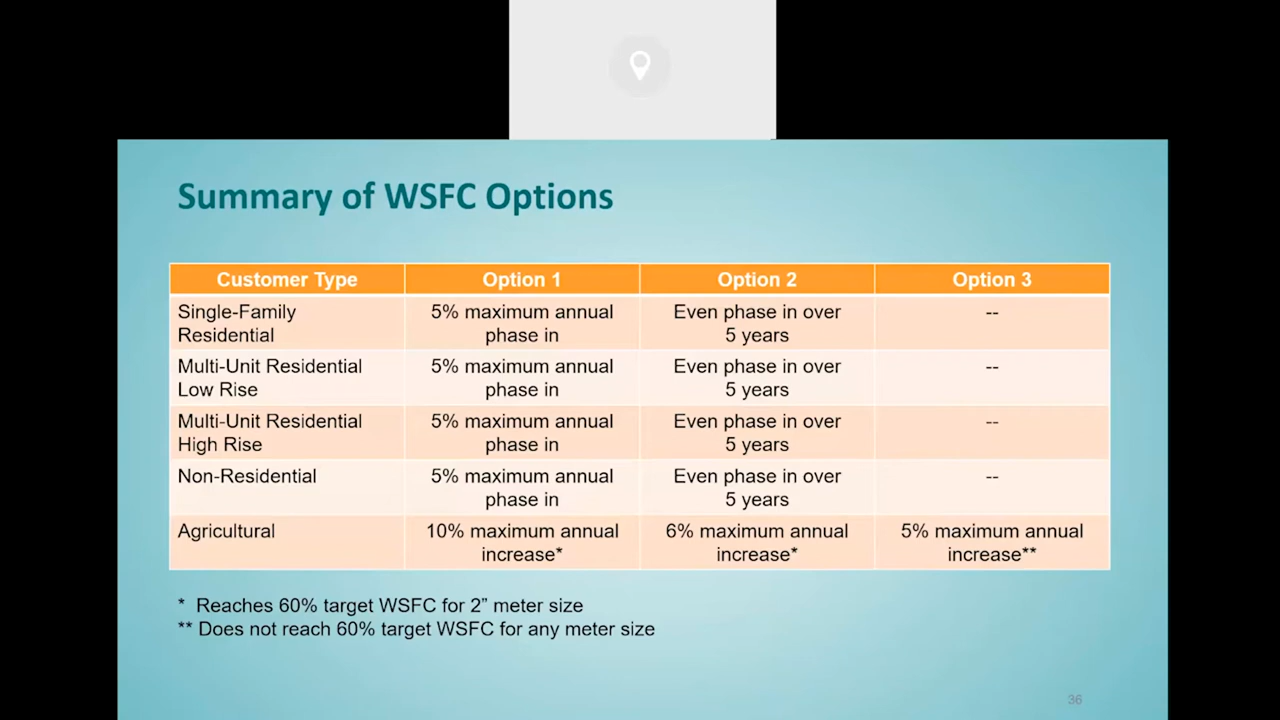 Summary of WSFC Options
Customer Type Option 1 Option 2 Option 3
Single-Family 5% maximum annual Even phase in over --
Residential phase in 5 years
Multi-Unit Residential 5% maximum annual Even phase in over --
Low Rise phase in 5 years
Multi-Unit Residential 5% maximum annual Even phase in over --
High Rise phase in 5 years
Non-Residential 5% maximum annual Even phase in over --
phase in 5 years
Agricultural 10% maximum annual 6% maximum annual 5% maximum annual
increase* increase* increase**
* Reaches 60% target WSFC for 2” meter size
** Does not reach 60% target WSFC for any meter size
36